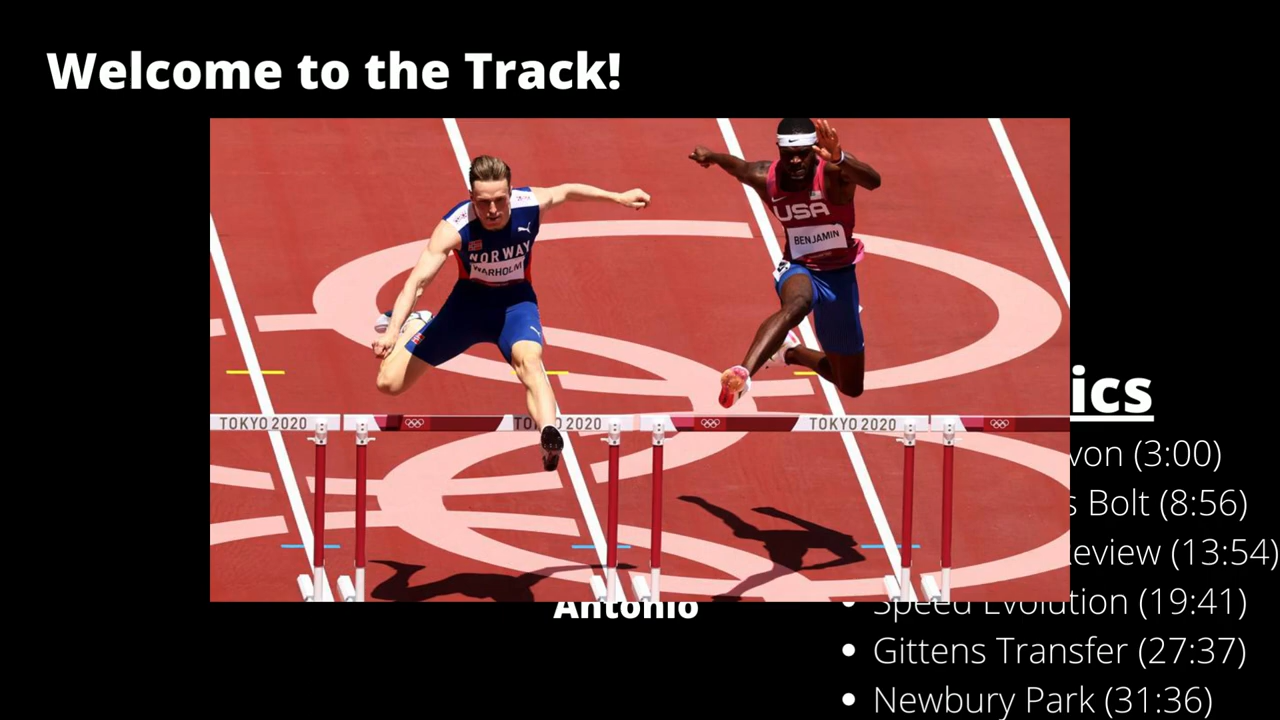 Welcome to the Track!
USA
BENJAMIN
NORWAY
WARHOLM
TOKYO 2020
TOKYO 2020
TOKYO 2020
ics
von (3:00)
s Bolt (8:56)
Review (13:54)
Antonio
• Speed Evolution (19:41)
• Gittens Transfer (27:37)
• Newbury Park (31:36)